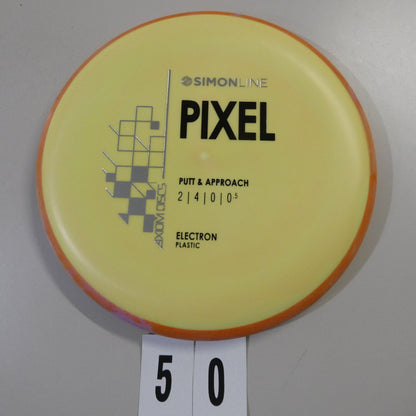 SIMONLINE
PIXEL
PUTT & APPROACH
2|4|0|0.5
AXIOM DISCS
ELECTRON
PLASTIC
5 0